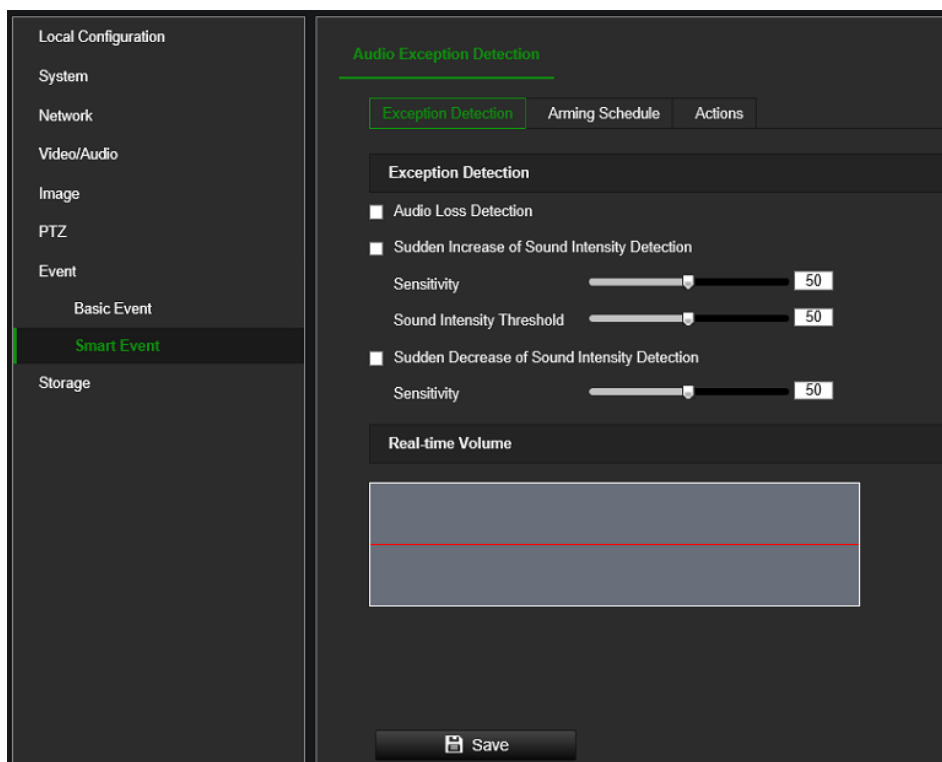 Local Configuration
System
Network
Video/Audio
Image
PTZ
Event
Basic Event
Smart Event
Storage
Audio Exception Detection
Exception Detection
Arming Schedule
Actions
Exception Detection
Audio Loss Detection
Sudden Increase of Sound Intensity Detection
Sensitivity 50
Sound Intensity Threshold 50
Sudden Decrease of Sound Intensity Detection
Sensitivity 50
Real-time Volume
Save